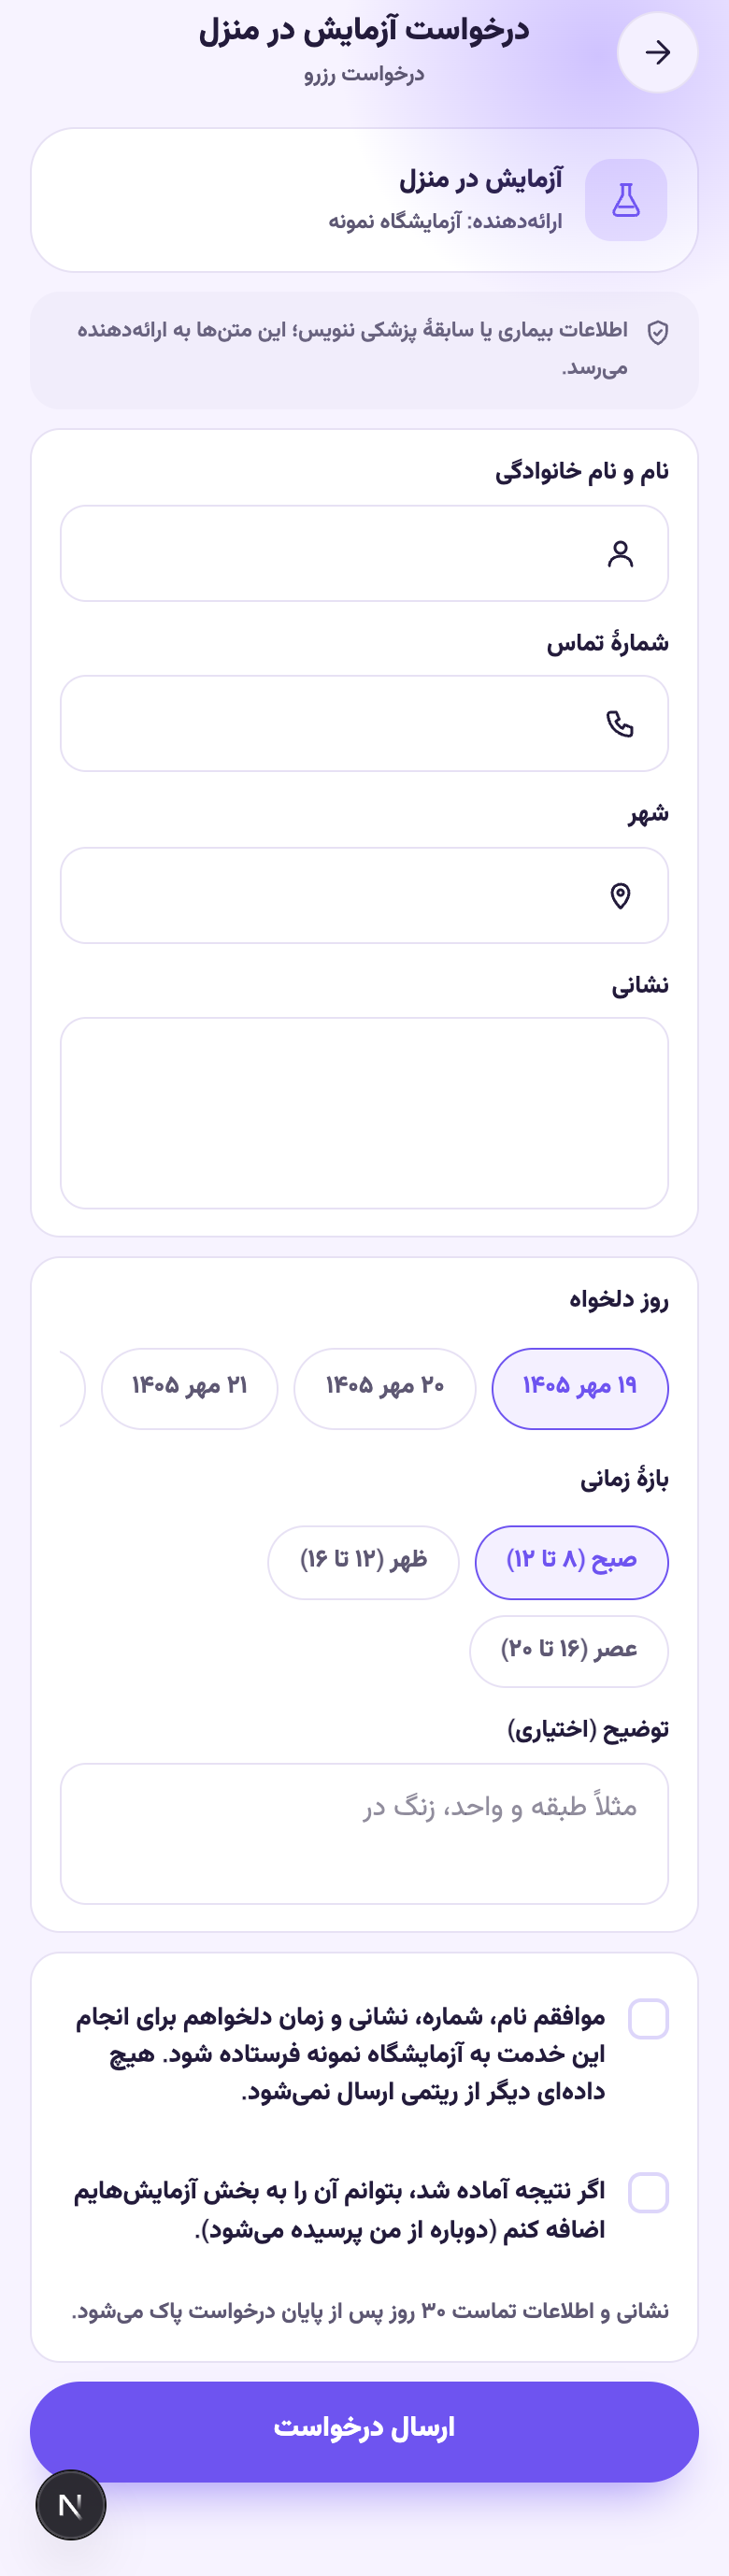 درخواست آزمایش در منزل
درخواست رزرو
آزمایش در منزل
ارائه‌دهنده: آزمایشگاه نمونه
اطلاعات بیماری یا سابقهٔ پزشکی ننویس؛ این متن‌ها به ارائه‌دهنده
می‌رسد.
نام و نام خانوادگی
شمارهٔ تماس
شهر
نشانی
روز دلخواه
۱۹ مهر ۱۴۰۵
۲۰ مهر ۱۴۰۵
۲۱ مهر ۱۴۰۵
بازهٔ زمانی
صبح (۸ تا ۱۲)
ظهر (۱۲ تا ۱۶)
عصر (۱۶ تا ۲۰)
توضیح (اختیاری)
مثلاً طبقه و واحد، زنگ در
موافقم نام، شماره، نشانی و زمان دلخواهم برای انجام
این خدمت به آزمایشگاه نمونه فرستاده شود. هیچ
داده‌ای دیگر از ریتمی ارسال نمی‌شود.
اگر نتیجه آماده شد، بتوانم آن را به بخش آزمایش‌هایم
اضافه کنم (دوباره از من پرسیده می‌شود).
نشانی و اطلاعات تماست ۳۰ روز پس از پایان درخواست پاک می‌شود.
ارسال درخواست
N